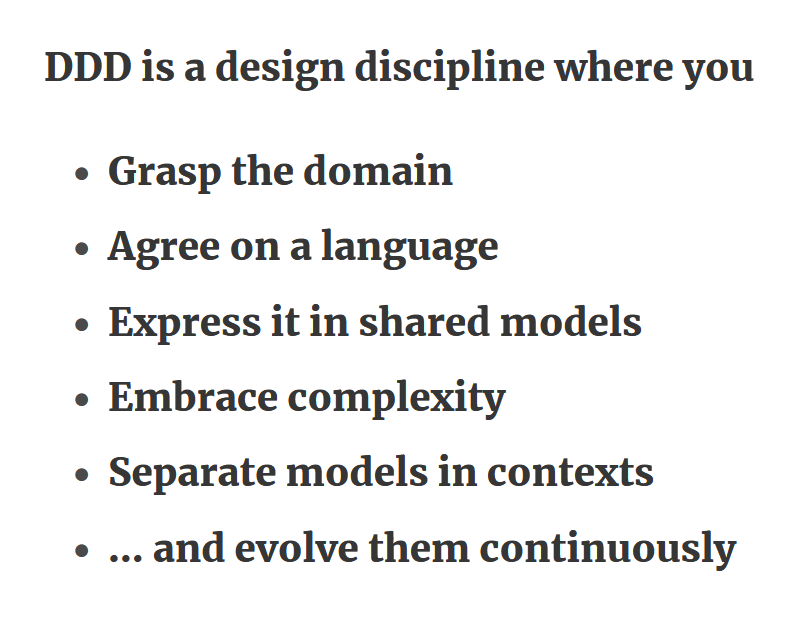 DDD is a design discipline where you
• Grasp the domain
• Agree on a language
• Express it in shared models
• Embrace complexity
• Separate models in contexts
• ... and evolve them continuously